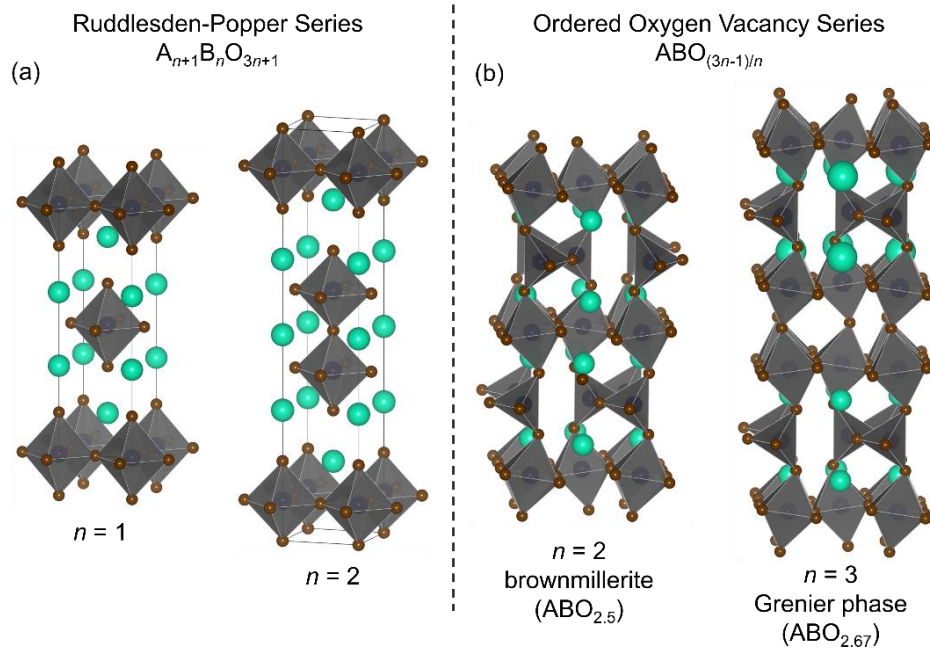 Ruddlesden-Popper Series
Aₙ₊₁BₙO₃ₙ₊₁
(a)
n = 1
n = 2
Ordered Oxygen Vacancy Series
ABO₍₃ₙ₋₁₎/ₙ
(b)
n = 2
brownmillerite
(ABO₂.₅)
n = 3
Grenier phase
(ABO₂.₆₇)